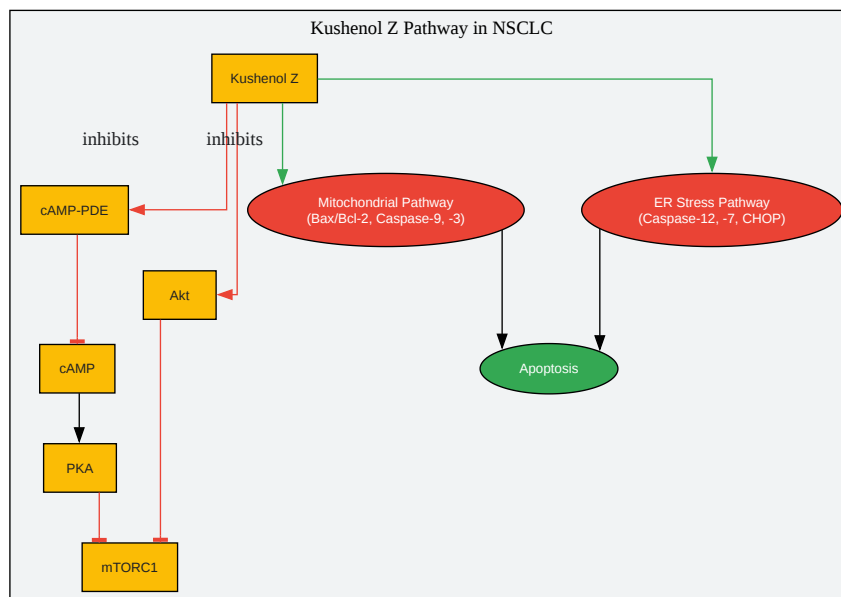 Kushenol Z Pathway in NSCLC
Kushenol Z
inhibits
inhibits
cAMP-PDE
Mitochondrial Pathway
(Bax/Bcl-2, Caspase-9, -3)
ER Stress Pathway
(Caspase-12, -7, CHOP)
Akt
cAMP
Apoptosis
PKA
mTORC1